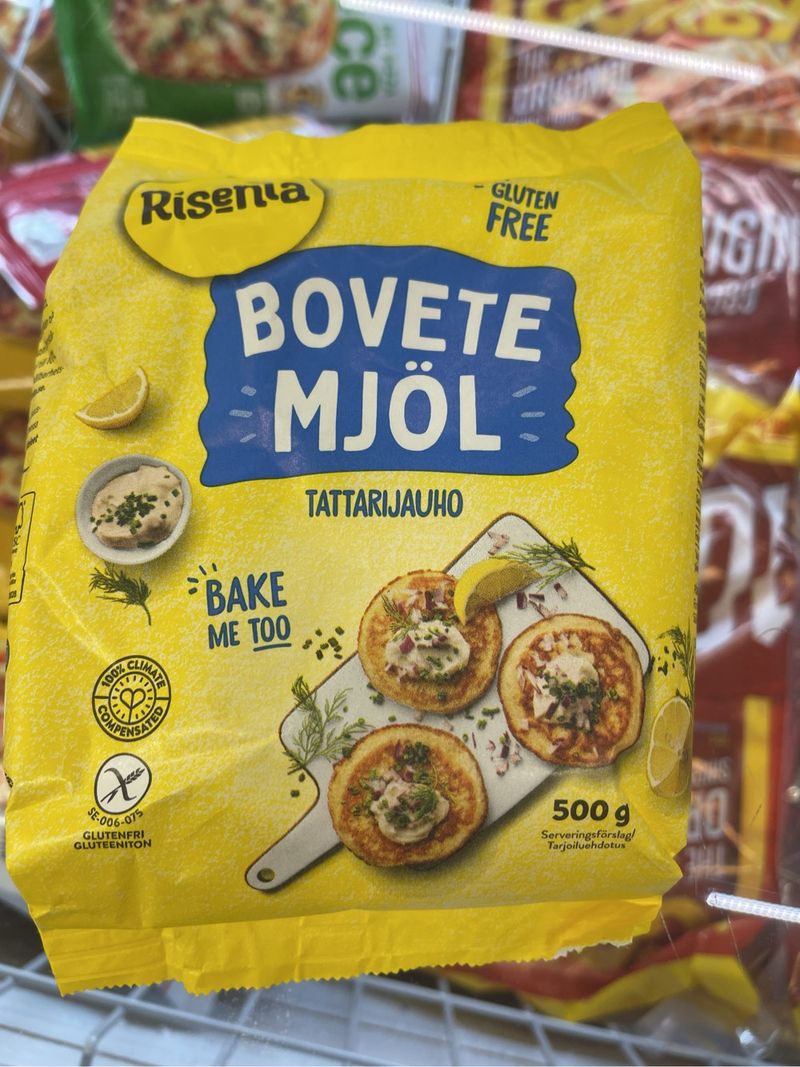 Risenta
- GLUTEN
FREE
BOVETE
MJÖL
TATTARIJAUHO
BAKE
ME TOO
100% CLIMATE
COMPENSATED
SE-006-075
GLUTENFRI
GLUTEENITON
500 g
Serveringsförslag/
Tarjoiluehdotus